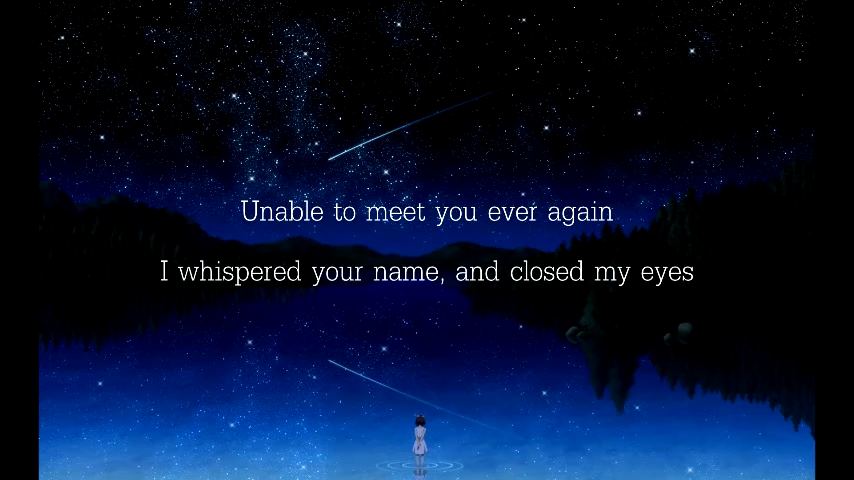 Unable to meet you ever again
I whispered your name, and closed my eyes